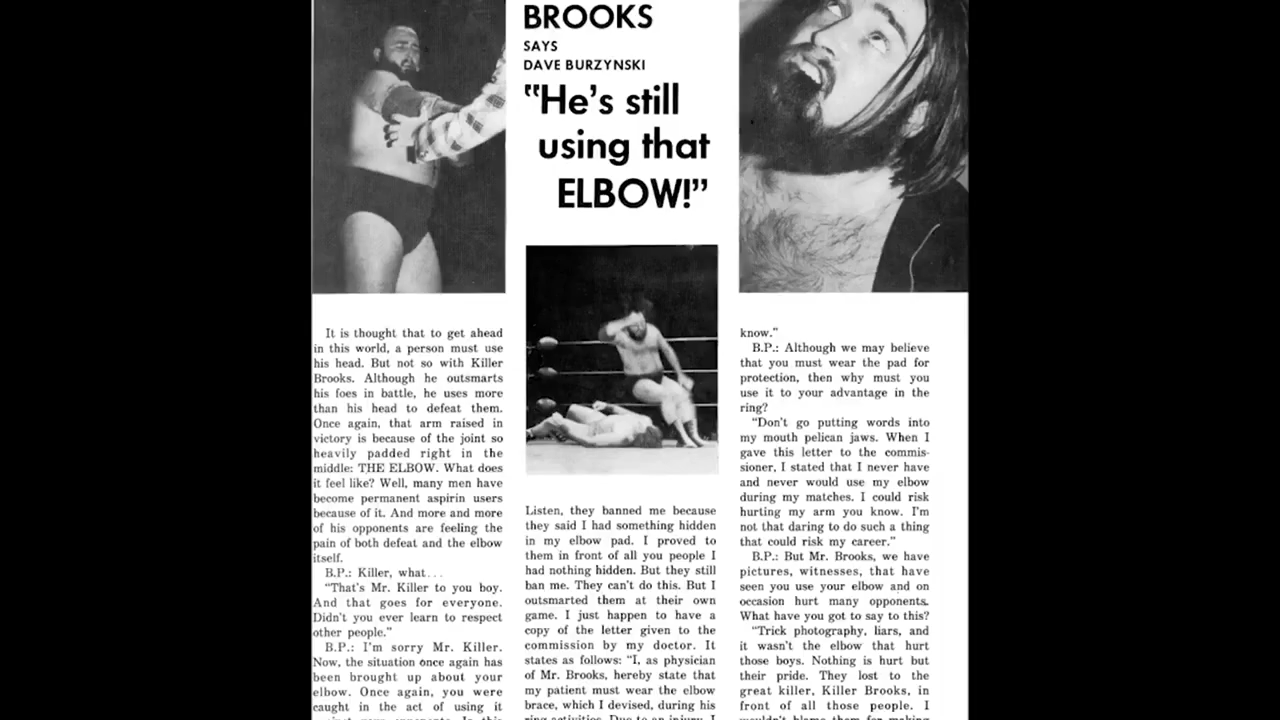 BROOKS
SAYS
DAVE BURZYNSKI
"He's still
using that
ELBOW!"
It is thought that to get ahead
in this world, a person must use
his head. But not so with Killer
Brooks. Although he outsmarts
his foes in battle, he uses more
than his head to defeat them.
Once again, that arm raised in
victory is because of the joint so
heavily padded right in the
middle: THE ELBOW. What does
it feel like? Well, many men have
become permanent aspirin users
because of it. And more and more
of his opponents are feeling the
pain of both defeat and the elbow
itself.
B.P.: Killer, what...
"That's Mr. Killer to you boy.
And that goes for everyone.
Didn't you ever learn to respect
other people."
B.P.: I'm sorry Mr. Killer.
Now, the situation once again has
been brought up about your
elbow. Once again, you were
caught in the act of using it
Listen, they banned me because
they said I had something hidden
in my elbow pad. I proved to
them in front of all you people I
had nothing hidden. But they still
ban me. They can't do this. But I
outsmarted them at their own
game. I just happen to have a
copy of the letter given to the
commission by my doctor. It
states as follows: "I, as physician
of Mr. Brooks, hereby state that
my patient must wear the elbow
brace, which I devised, during his
ring activities. Due to an injury, I
know."
B.P.: Although we may believe
that you must wear the pad for
protection, then why must you
use it to your advantage in the
ring?
"Don't go putting words into
my mouth pelican jaws. When I
gave this letter to the commis-
sioner, I stated that I never have
and never would use my elbow
during my matches. I could risk
hurting my arm you know. I'm
not that daring to do such a thing
that could risk my career."
B.P.: But Mr. Brooks, we have
pictures, witnesses, that have
seen you use your elbow and on
occasion hurt many opponents.
What have you got to say to this?
"Trick photography, liars, and
it wasn't the elbow that hurt
those boys. Nothing is hurt but
their pride. They lost to the
great killer, Killer Brooks, in
front of all those people. I
wouldn't blame them for making